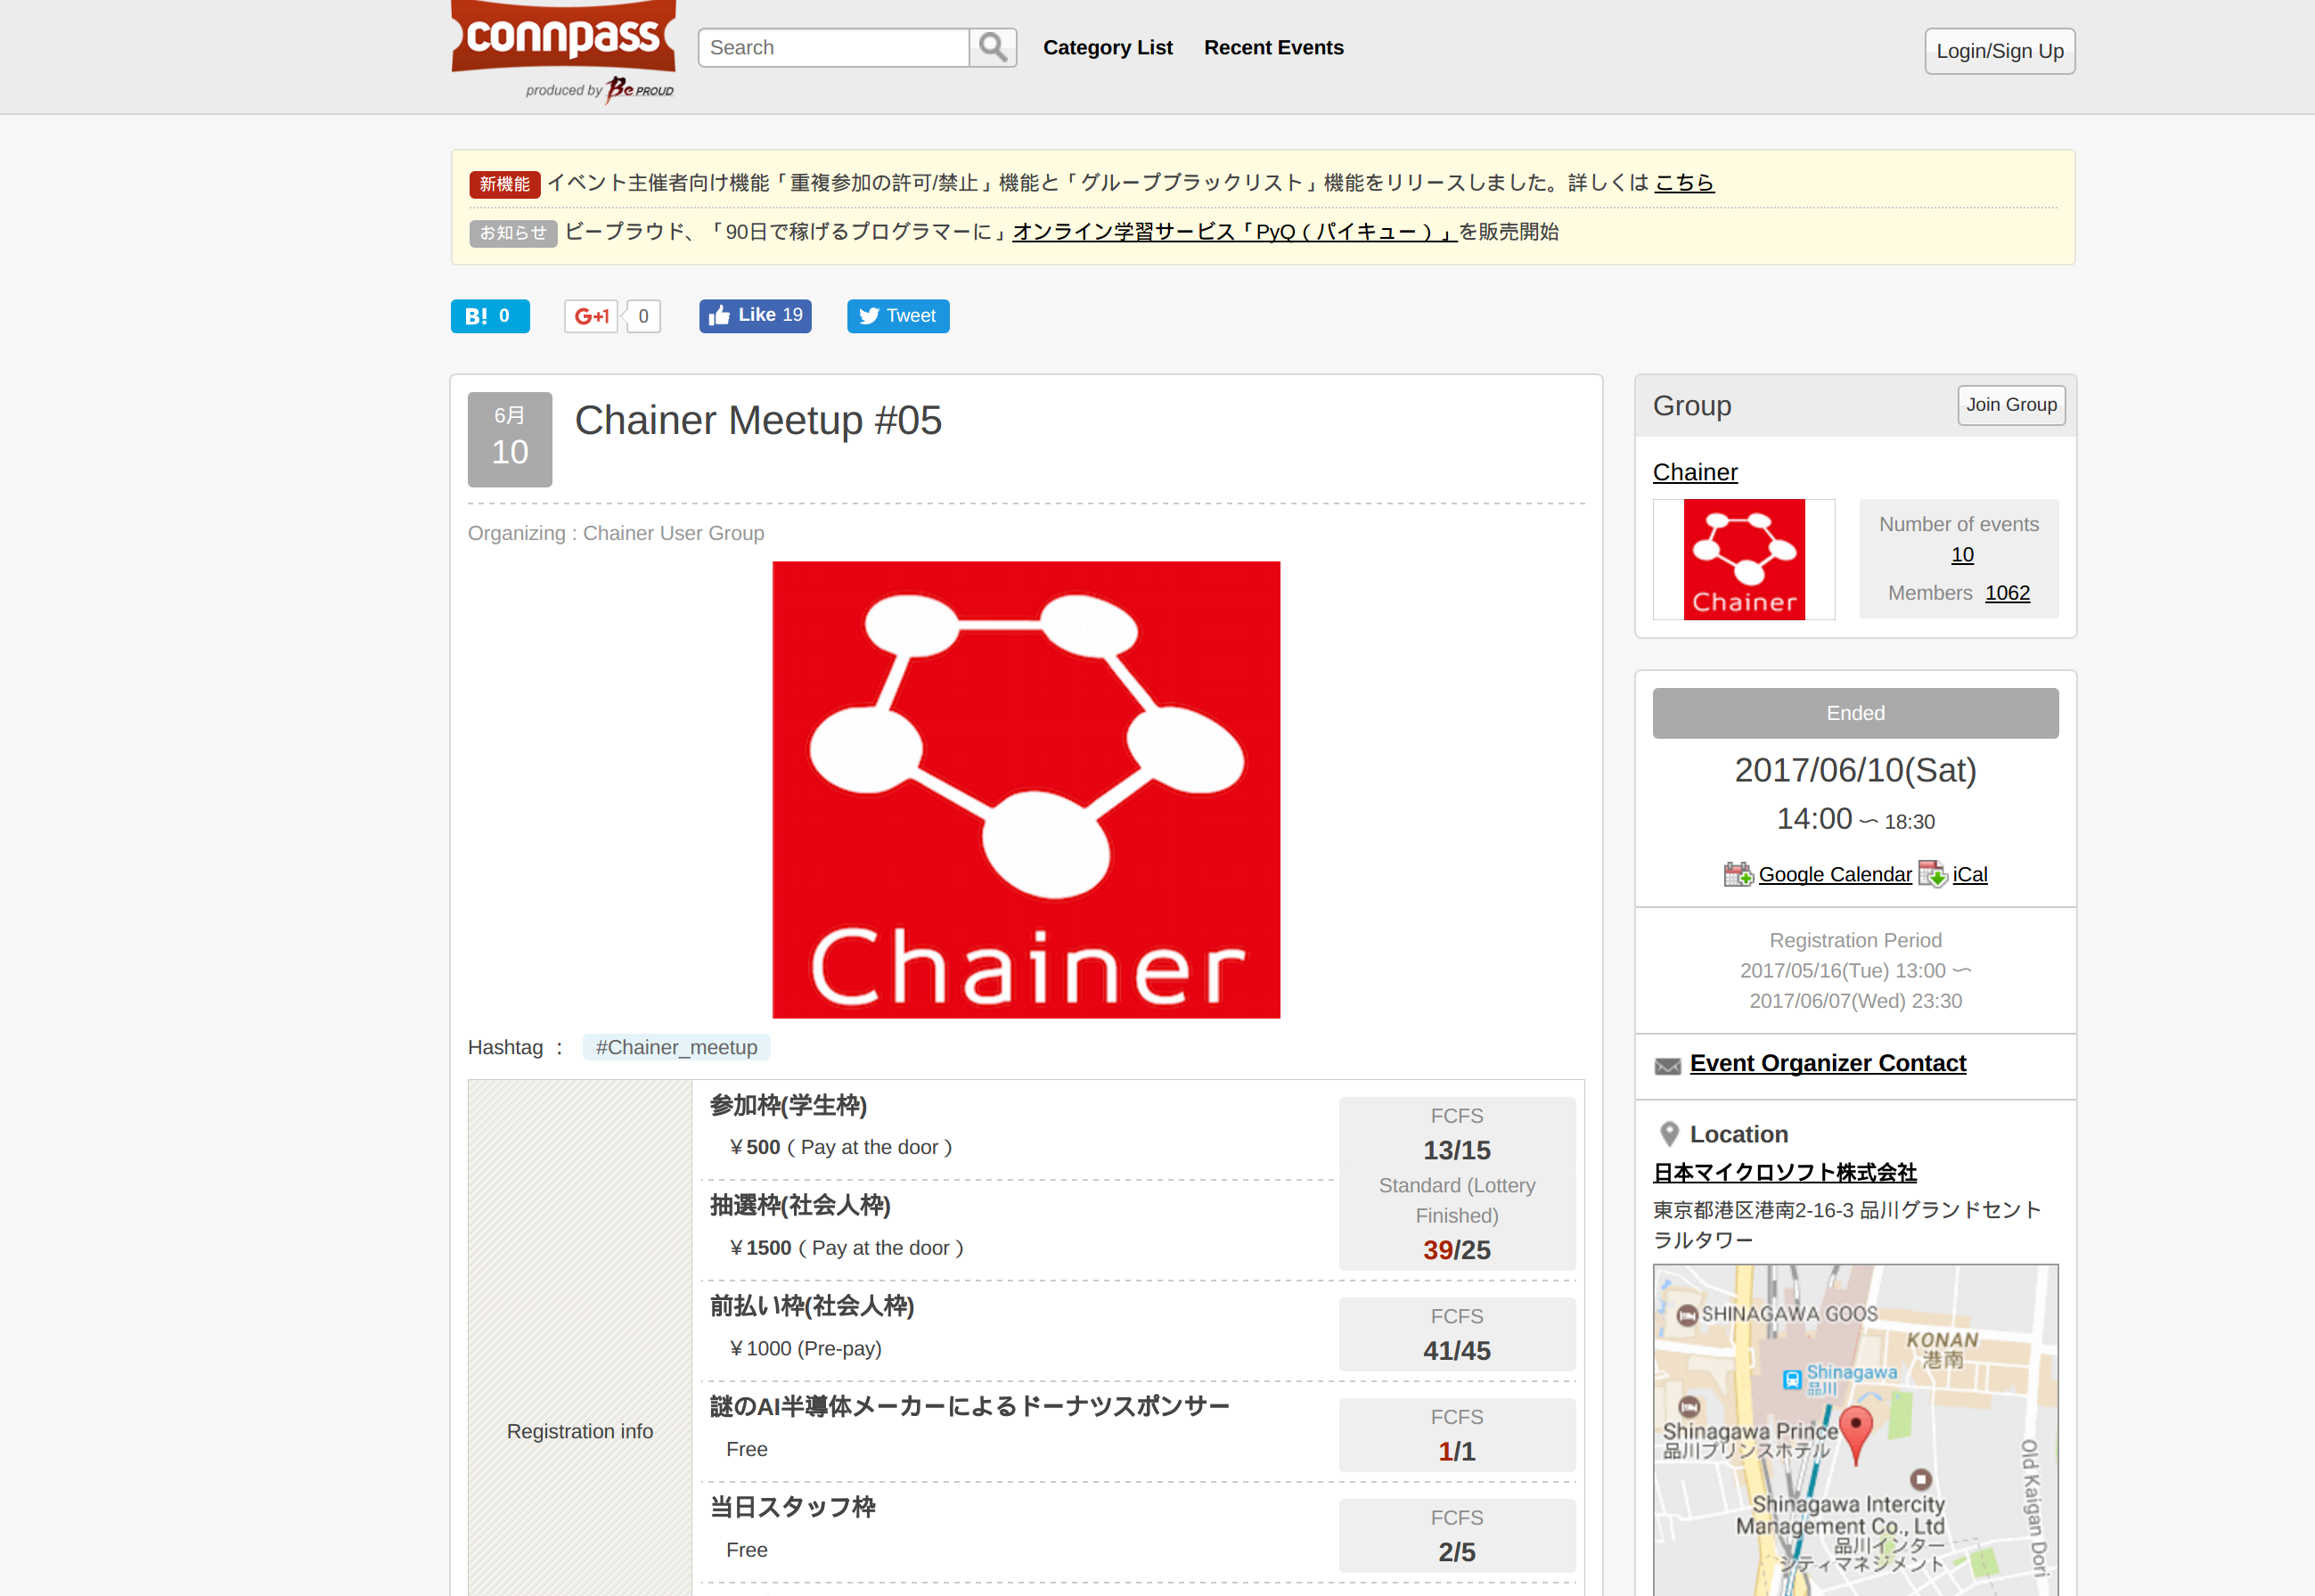 connpass
produced by Be PROUD
Search
Category List
Recent Events
Login/Sign Up
新機能 イベント主催者向け機能「重複参加の許可/禁止」機能と「グループブラックリスト」機能をリリースしました。詳しくは こちら
お知らせ ビープラウド、「90日で稼げるプログラマーに」オンライン学習サービス「PyQ（パイキュー）」を販売開始
B! 0
G+1 0
Like 19
Tweet
6月
10
Chainer Meetup #05
Organizing : Chainer User Group
Chainer
Hashtag ：
#Chainer_meetup
Registration info
参加枠(学生枠)
￥500（Pay at the door）
FCFS
13/15
抽選枠(社会人枠)
￥1500（Pay at the door）
Standard (Lottery
Finished)
39/25
前払い枠(社会人枠)
￥1000 (Pre-pay)
FCFS
41/45
謎のAI半導体メーカーによるドーナツスポンサー
Free
FCFS
1/1
当日スタッフ枠
Free
FCFS
2/5
Group
Join Group
Chainer
Chainer
Number of events
10
Members 1062
Ended
2017/06/10(Sat)
14:00 〜 18:30
Google Calendar
iCal
Registration Period
2017/05/16(Tue) 13:00 〜
2017/06/07(Wed) 23:30
Event Organizer Contact
Location
日本マイクロソフト株式会社
東京都港区港南2-16-3 品川グランドセント
ラルタワー
SHINAGAWA GOOS
KONAN
港南
Shinagawa
品川
Shinagawa Prince
品川プリンスホテル
Old Kaigan Dori
Shinagawa Intercity
Management Co., Ltd
品川インター
シティマネジメント